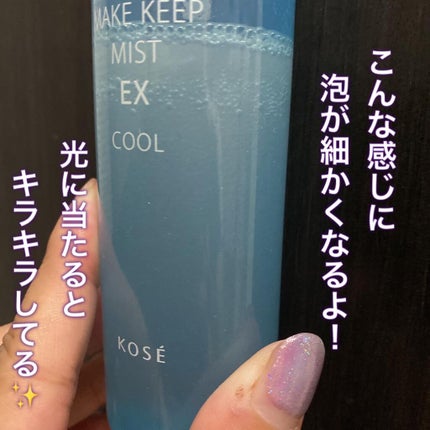 MAKE KEEP
MIST
EX
COOL
KOSÉ
こんな感じに
泡が細かくなるよ！
光に当たると
キラキラしてる✨